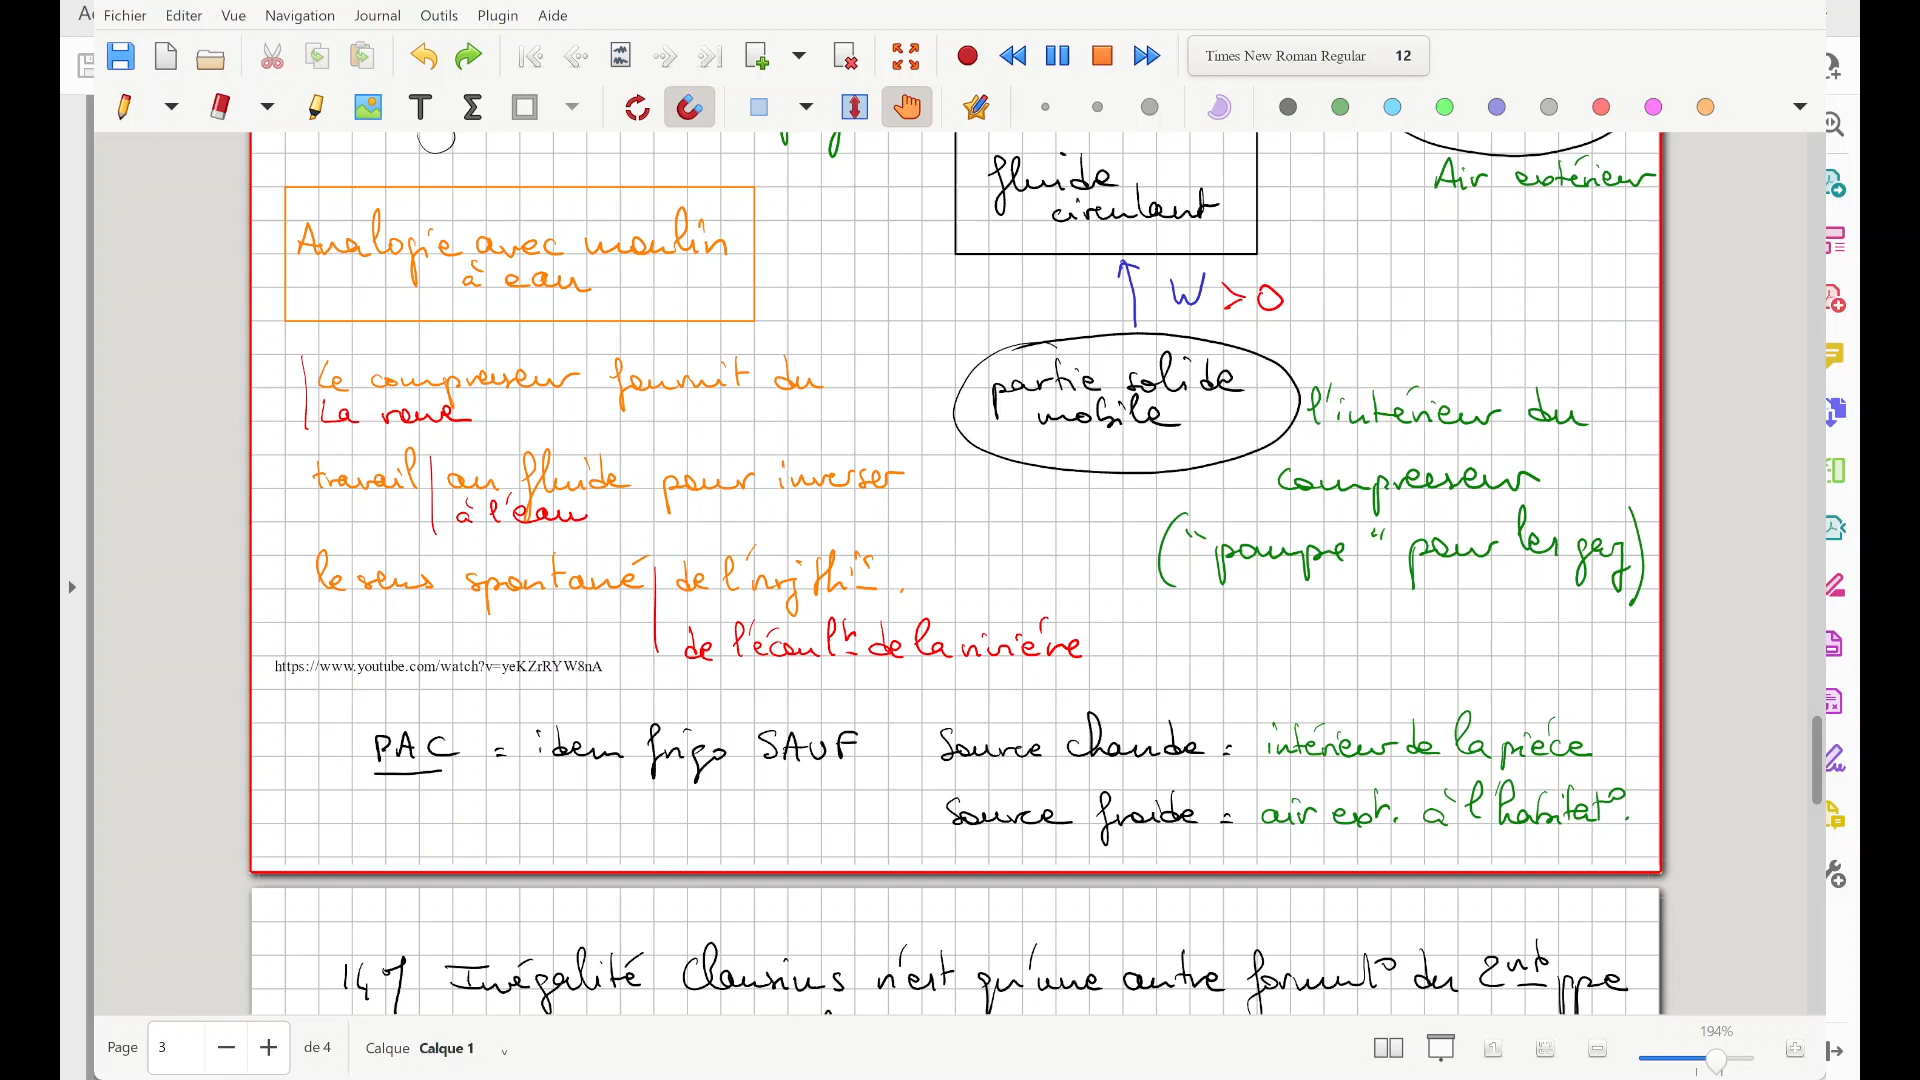 Fichier Editer Vue Navigation Journal Outils Plugin Aide
Times New Roman Regular 12
fluide
circulant
Air extérieur
Analogie avec moulin
à eau
W > 0
partie solide
mobile
Le compresseur fournit du
La roue
l'intérieur du
compresseur
travail au fluide pour inverser
à l'eau
("pompe" pour les gaz)
le sens spontané de l'nrj thiq.
de l'écoult de la rivière
https://www.youtube.com/watch?v=yeKZrRYW8nA
PAC = idem frigo SAUF Source chaude = intérieur de la pièce
Source froide = air ext. à l'habitat°.
147 Inégalité Clausius n'est qu'une autre formul° du 2nd ppe
Page 3 de 4 Calque Calque 1 194%